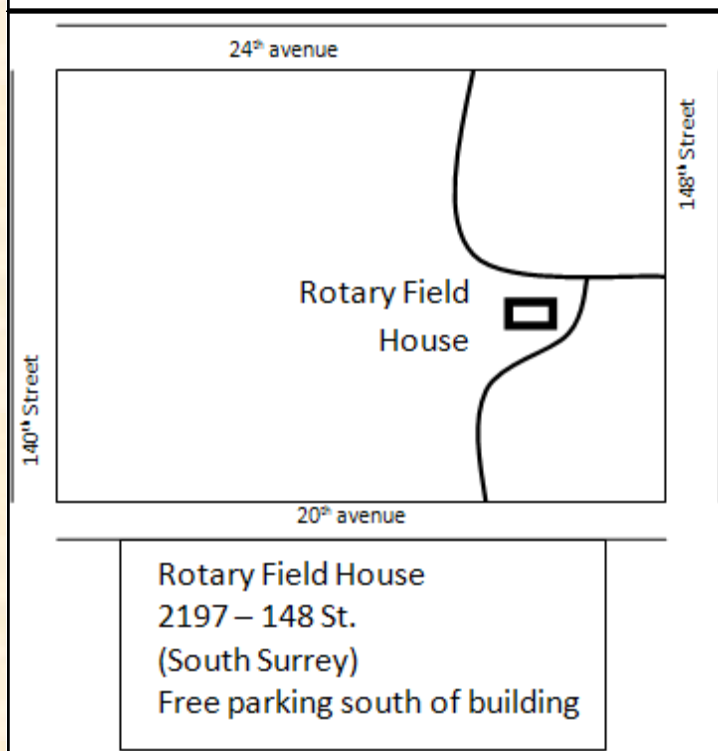 24th avenue
148th Street
Rotary Field
House
140th Street
20th avenue
Rotary Field House
2197 – 148 St.
(South Surrey)
Free parking south of building